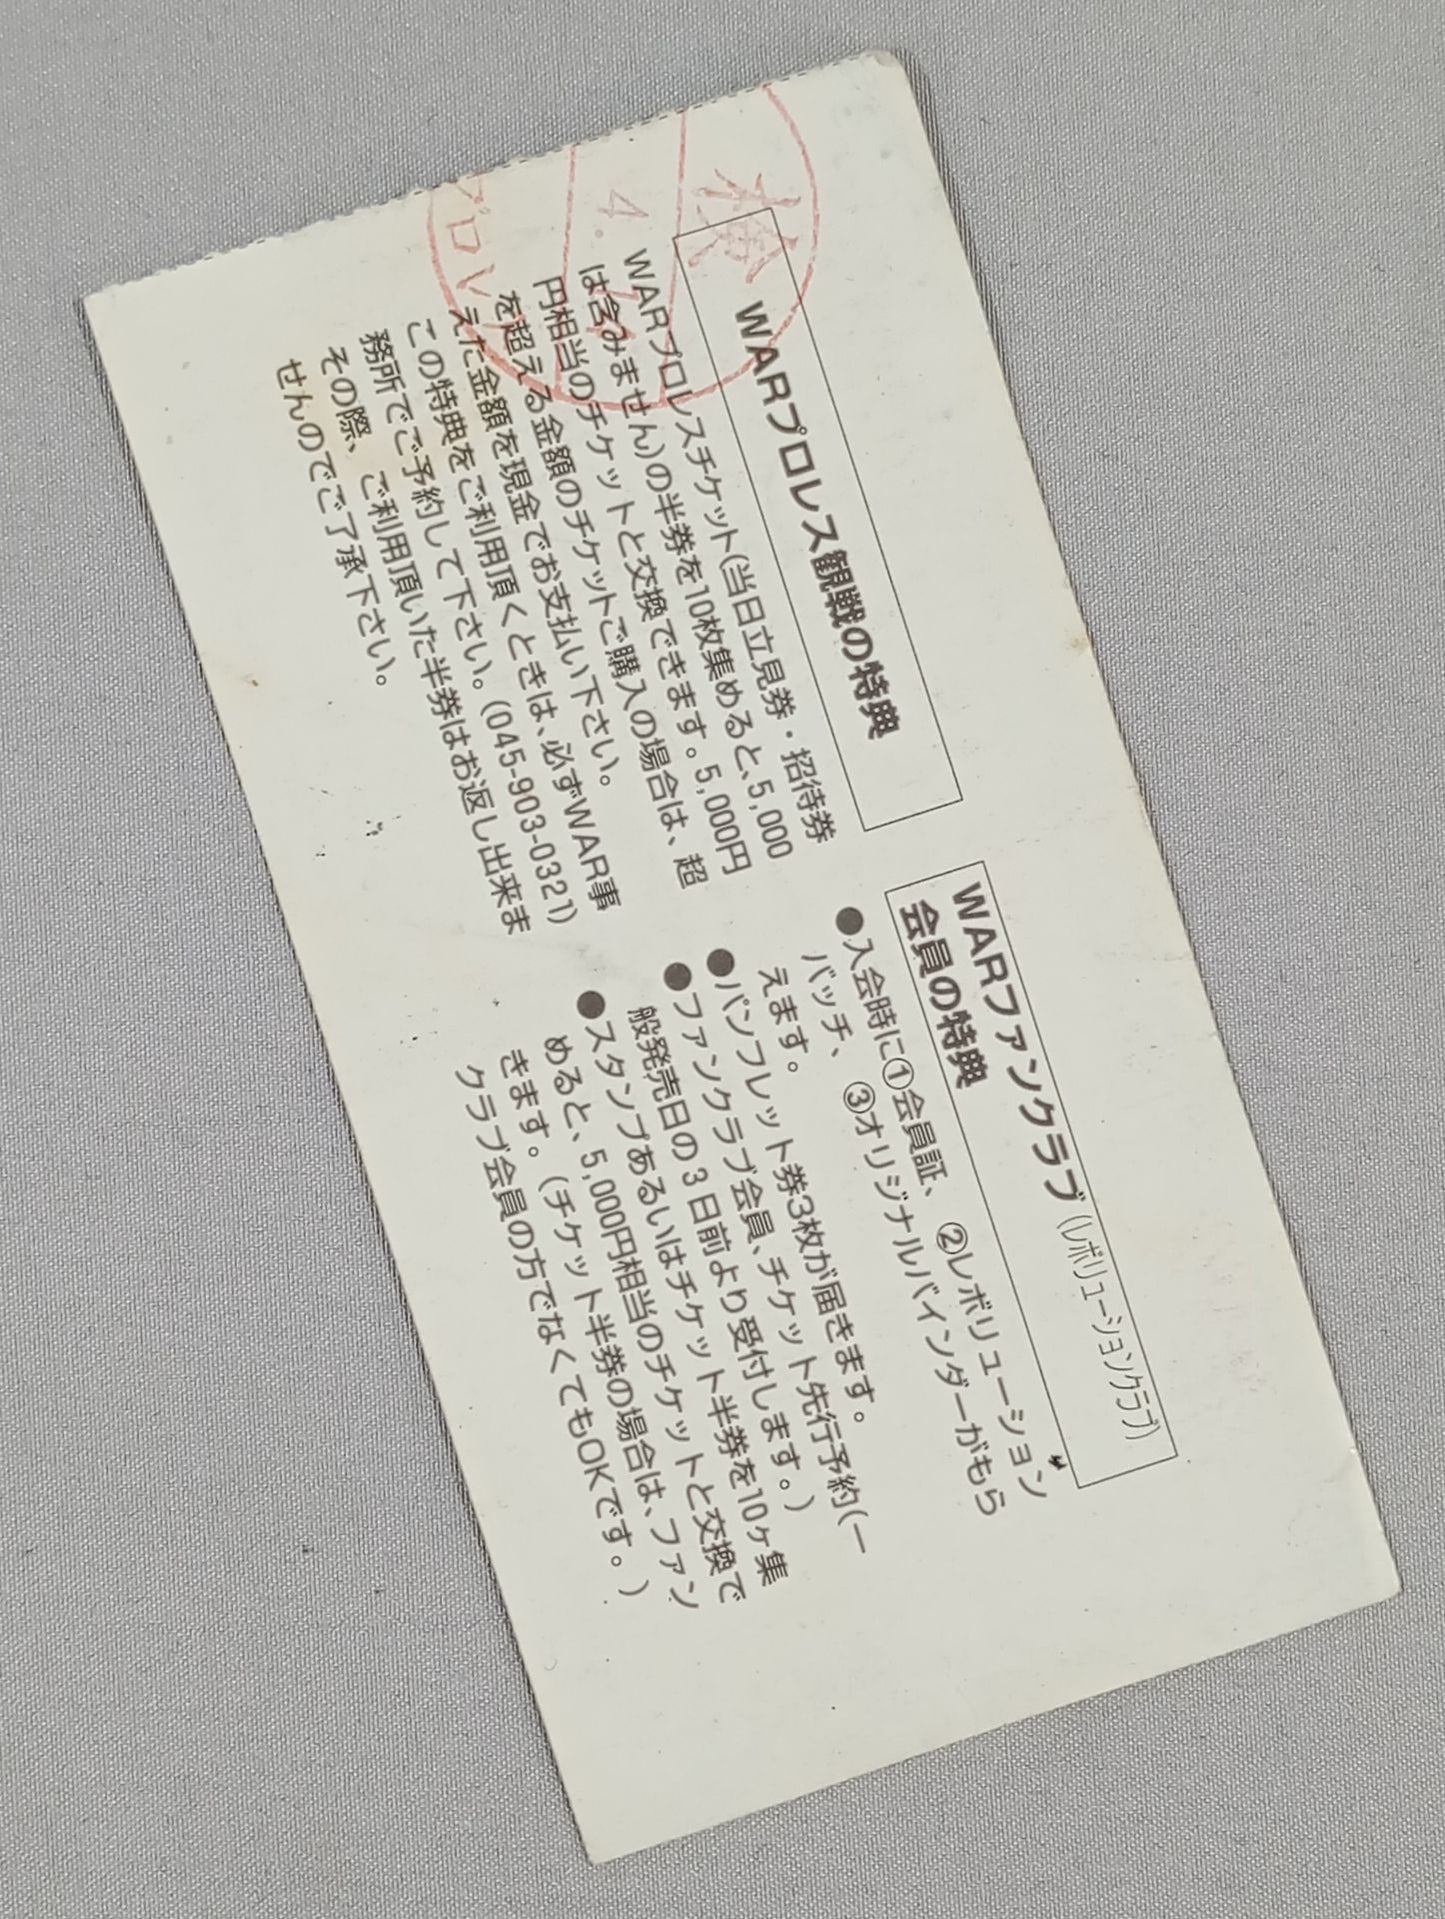 WARプロレス観戦の特典
WARプロレスチケット(当日立見券・招待券
は含みません)の半券を10枚集めると、5,000
円相当のチケットと交換できます。5,000円
を超える金額のチケットご購入の場合は、超
えた金額を現金でお支払い下さい。
この特典をご利用頂くときは、必ずWAR事
務所でご予約して下さい。(045-903-0321)
その際、ご利用頂いた半券はお返し出来ま
せんのでご了承下さい。
WARファンクラブ(レボリューションクラブ)
会員の特典
●入会時に①会員証、②レボリューション
バッチ、③オリジナルバインダーがもら
えます。
●パンフレット券3枚が届きます。
●ファンクラブ会員、チケット先行予約(一
般発売日の3日前より受付します。)
●スタンプあるいはチケット半券を10ヶ集
めると、5,000円相当のチケットと交換で
きます。(チケット半券の場合は、ファン
クラブ会員の方でなくてもOKです。)
検
4.
プロレ